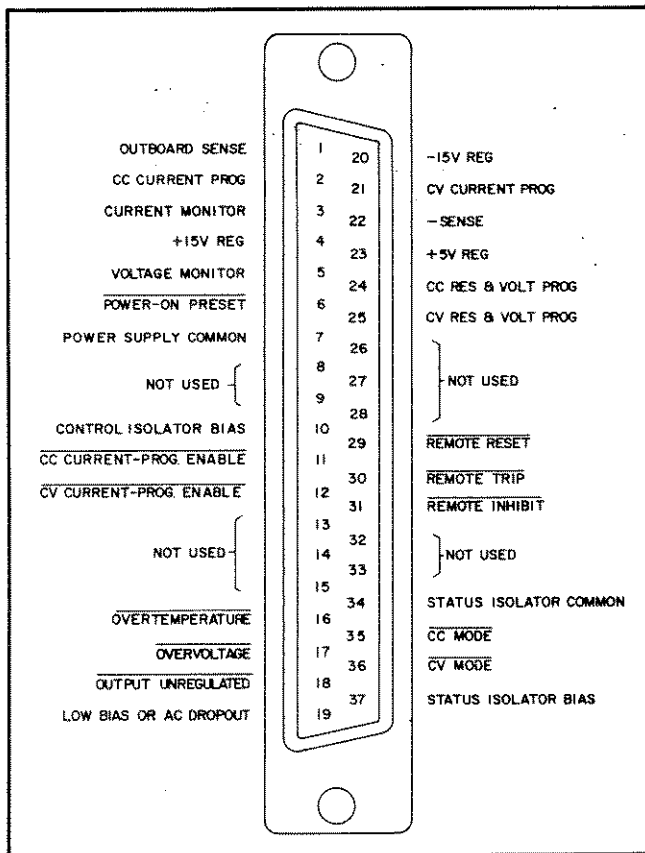 OUTBOARD SENSE 1
CC CURRENT PROG 2
CURRENT MONITOR 3
+15V REG 4
VOLTAGE MONITOR 5
POWER-ON PRESET 6
POWER SUPPLY COMMON 7
NOT USED 8
9
CONTROL ISOLATOR BIAS 10
CC CURRENT-PROG. ENABLE 11
CV CURRENT-PROG. ENABLE 12
13
NOT USED 14
15
OVERTEMPERATURE 16
OVERVOLTAGE 17
OUTPUT UNREGULATED 18
LOW BIAS OR AC DROPOUT 19
20 -15V REG
21 CV CURRENT PROG
22 -SENSE
23 +5V REG
24 CC RES & VOLT PROG
25 CV RES & VOLT PROG
26
27 NOT USED
28
29 REMOTE RESET
30 REMOTE TRIP
31 REMOTE INHIBIT
32
33 NOT USED
34 STATUS ISOLATOR COMMON
35 CC MODE
36 CV MODE
37 STATUS ISOLATOR BIAS